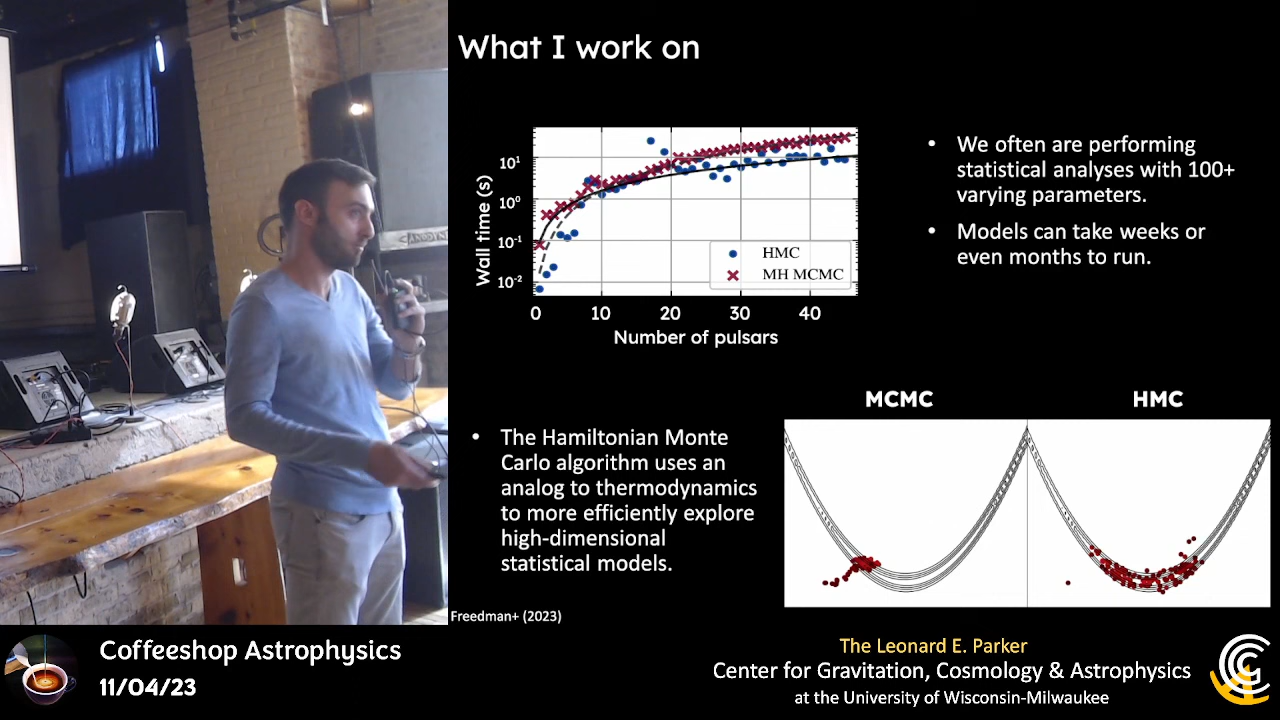 What I work on
10¹
10⁰
10⁻¹
10⁻²
Wall time (s)
HMC
MH MCMC
0 10 20 30 40
Number of pulsars
• We often are performing
statistical analyses with 100+
varying parameters.
• Models can take weeks or
even months to run.
• The Hamiltonian Monte
Carlo algorithm uses an
analog to thermodynamics
to more efficiently explore
high-dimensional
statistical models.
MCMC
HMC
Freedman+ (2023)
Coffeeshop Astrophysics
11/04/23
The Leonard E. Parker
Center for Gravitation, Cosmology & Astrophysics
at the University of Wisconsin-Milwaukee